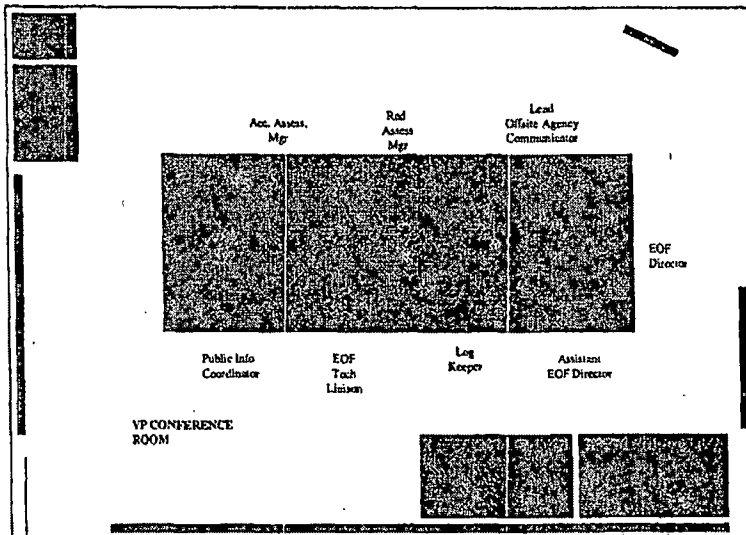 Acc. Assess.
Mgr
Rad
Assess
Mgr
Lead
Offsite Agency
Communicator
EOF
Director
Public Info
Coordinator
EOF
Tech
Liaison
Log
Keeper
Assistant
EOF Director
VP CONFERENCE
ROOM